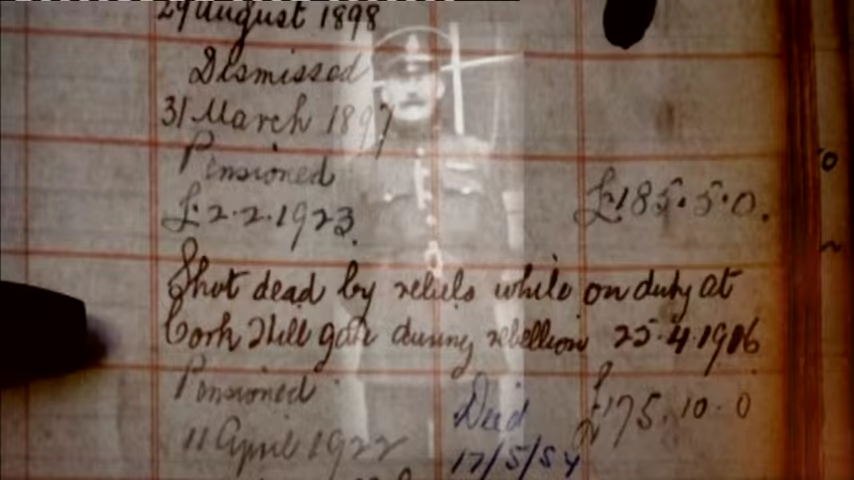 29 August 1898
Dismissed
31 March 1897
Pensioned
£185.5.0.
£.2.2.1923.
Shot dead by rebels while on duty at
Cork Hill gate during rebellion 25.4.1916
Pensioned
Died
£175.10.0
11 April 1922
17/5/54